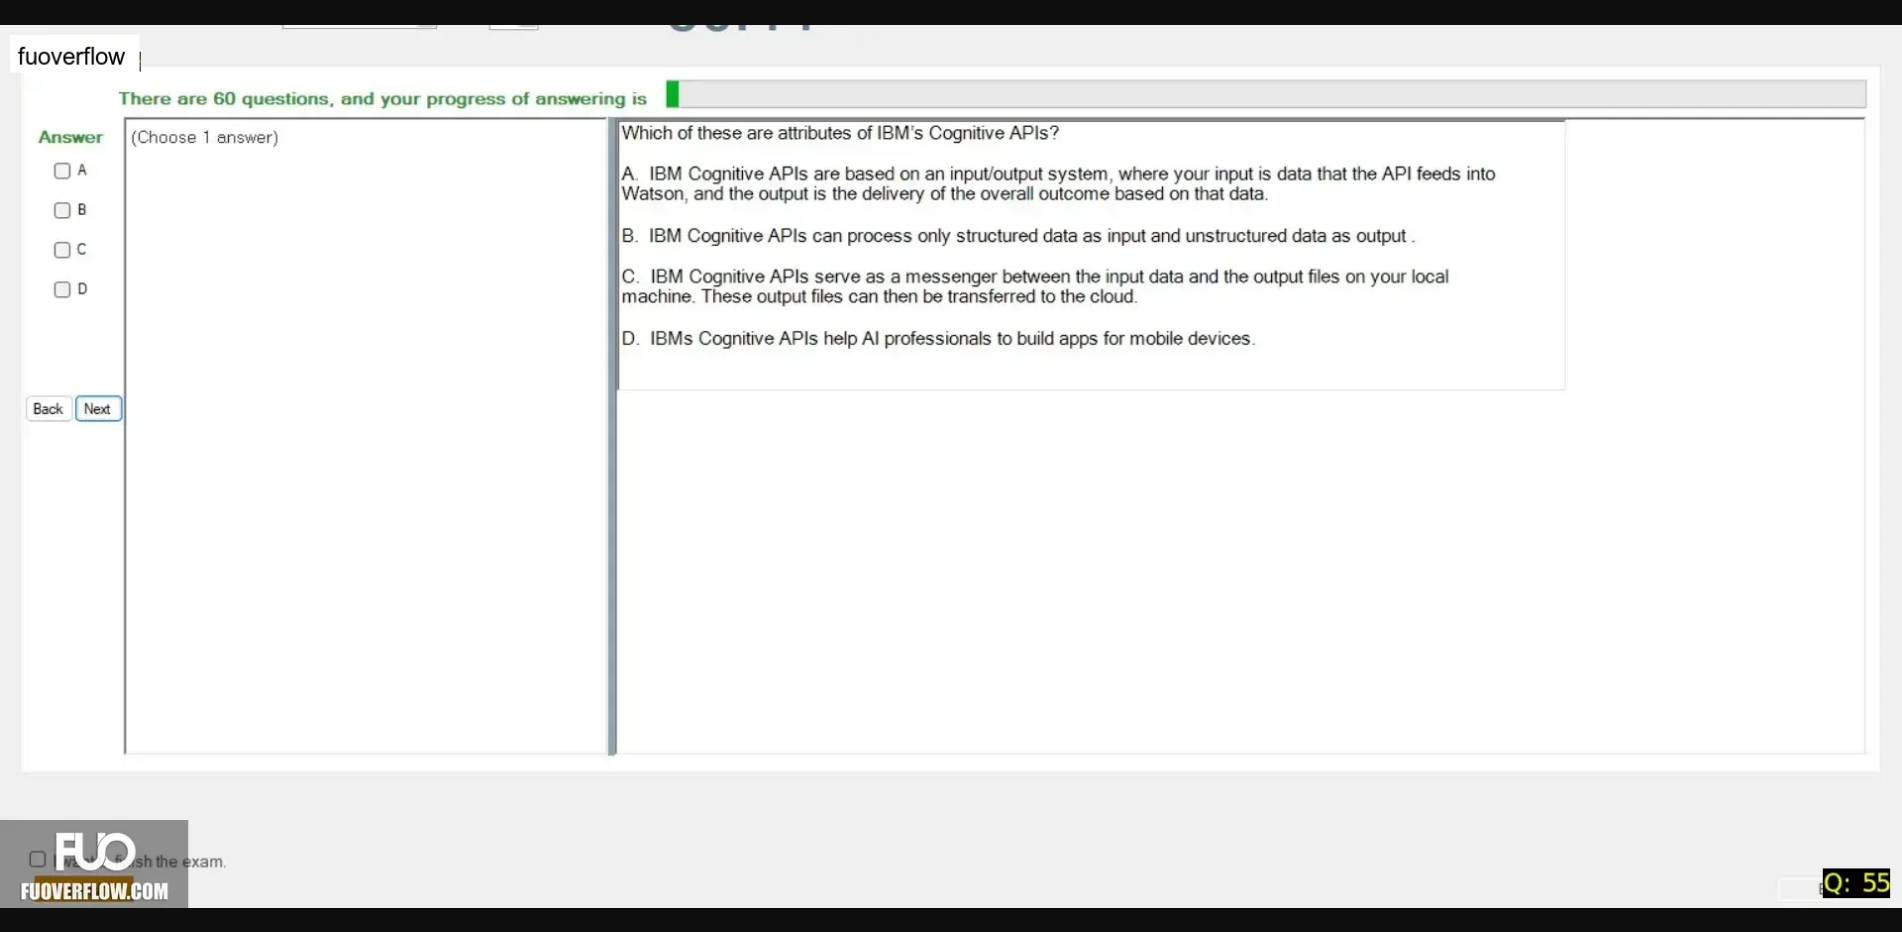 fuoverflow
There are 60 questions, and your progress of answering is
Answer
(Choose 1 answer)
A
B
C
D
Back Next
Which of these are attributes of IBM's Cognitive APIs?
A. IBM Cognitive APIs are based on an input/output system, where your input is data that the API feeds into
Watson, and the output is the delivery of the overall outcome based on that data.
B. IBM Cognitive APIs can process only structured data as input and unstructured data as output .
C. IBM Cognitive APIs serve as a messenger between the input data and the output files on your local
machine. These output files can then be transferred to the cloud.
D. IBMs Cognitive APIs help AI professionals to build apps for mobile devices.
FUO
the exam.
FUOVERFLOW.COM
Q: 55